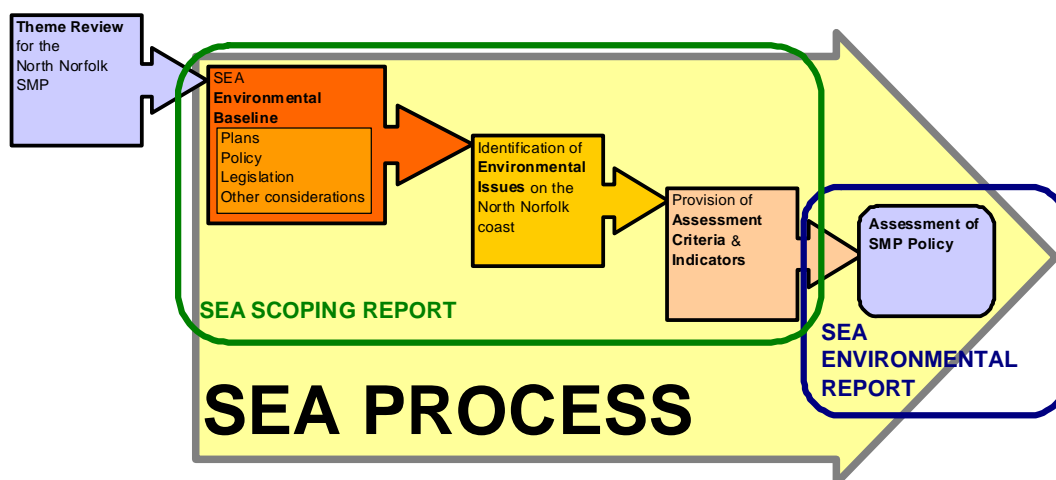 Theme Review
for the
North Norfolk
SMP
SEA
Environmental
Baseline
Plans
Policy
Legislation
Other considerations
Identification of
Environmental
Issues on the
North Norfolk
coast
Provision of
Assessment
Criteria &
Indicators
Assessment of
SMP Policy
SEA SCOPING REPORT
SEA
ENVIRONMENTAL
REPORT
SEA PROCESS